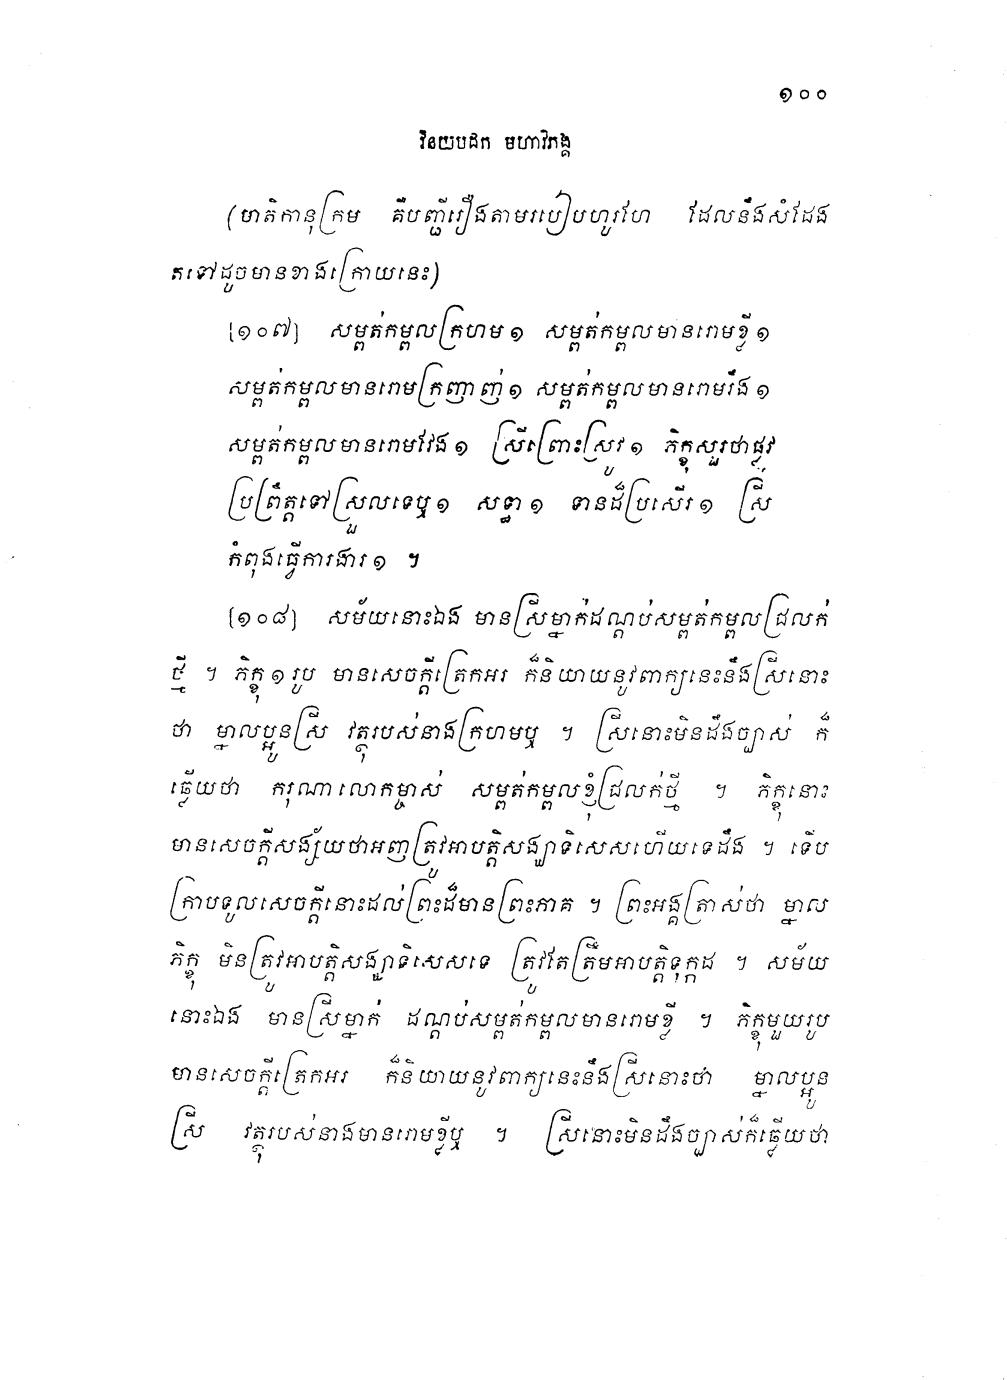 ១០០
វិនយបិដក មហាវិភង្គ
(មាតិកានុក្រម គឺបញ្ជីរឿងតាមរបៀបហូរហែ ដែលនឹងសំដែង
តទៅដូចមានខាងក្រោយនេះ)
[១០៧] សម្ពត់កម្ពលក្រហម១ សម្ពត់កម្ពលមានរោមខ្លី១
សម្ពត់កម្ពលមានរោមក្រញាញ់១ សម្ពត់កម្ពលមានរោមរឹង១
សម្ពត់កម្ពលមានរោមវែង១ ស្រីព្រោះស្រូវ១ ភិក្ខុសួរថាផ្លូវ
ប្រព្រឹត្តទៅស្រួលទេឬ១ សទ្ធា១ ទានដ៏ប្រសើរ១ ស្រី
កំពុងធ្វើការងារ១ ។
[១០៨] សម័យនោះឯង មានស្រីម្នាក់ដណ្តប់សម្ពត់កម្ពលជ្រលក់
ថ្មី ។ ភិក្ខុ១រូប មានសេចក្តីត្រេកអរ ក៏និយាយនូវពាក្យនេះនឹងស្រីនោះ
ថា ម្នាលប្អូនស្រី វត្ថុរបស់នាងក្រហមឬ ។ ស្រីនោះមិនដឹងច្បាស់ ក៏
ឆ្លើយថា ករុណាលោកម្ចាស់ សម្ពត់កម្ពលខ្ញុំជ្រលក់ថ្មី ។ ភិក្ខុនោះ
មានសេចក្តីសង្ស័យថាអញត្រូវអាបត្តិសង្ឃាទិសេសហើយទេដឹង ។ ទើប
ក្រាបទូលសេចក្តីនោះដល់ព្រះដ៏មានព្រះភាគ ។ ព្រះអង្គត្រាស់ថា ម្នាល
ភិក្ខុ មិនត្រូវអាបត្តិសង្ឃាទិសេសទេ ត្រូវតែត្រឹមអាបត្តិទុក្កដ ។ សម័យ
នោះឯង មានស្រីម្នាក់ ដណ្តប់សម្ពត់កម្ពលមានរោមខ្លី ។ ភិក្ខុមួយរូប
មានសេចក្តីត្រេកអរ ក៏និយាយនូវពាក្យនេះនឹងស្រីនោះថា ម្នាលប្អូន
ស្រី វត្ថុរបស់នាងមានរោមខ្លីឬ ។ ស្រីនោះមិនដឹងច្បាស់ក៏ឆ្លើយថា